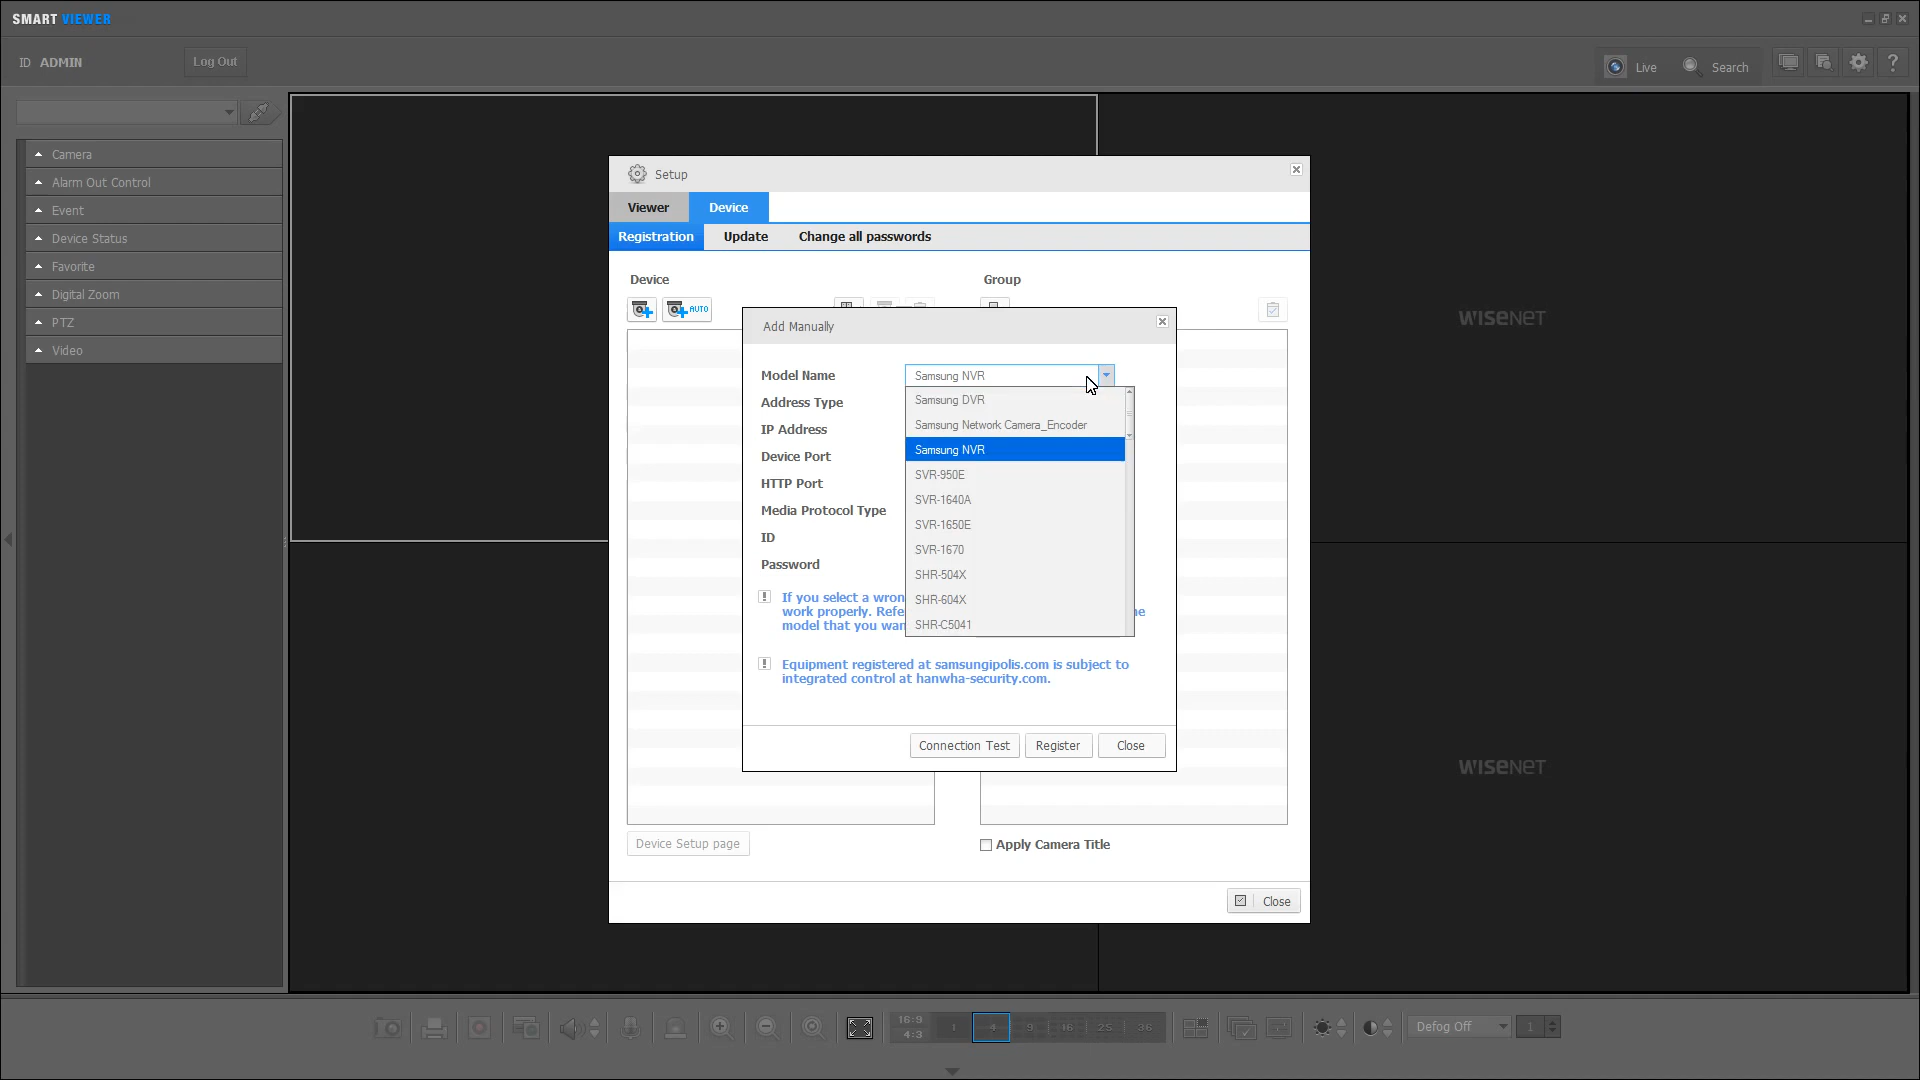 SMART VIEWER
ID ADMIN
Log Out
Live
Search
?
Camera
Alarm Out Control
Event
Device Status
Favorite
Digital Zoom
PTZ
Video
Setup
Viewer
Device
Registration
Update
Change all passwords
Device
Group
AUTO
Add Manually
Model Name
Samsung NVR
Address Type
IP Address
Device Port
HTTP Port
Media Protocol Type
ID
Password
Samsung DVR
Samsung Network Camera_Encoder
Samsung NVR
SVR-950E
SVR-1640A
SVR-1650E
SVR-1670
SHR-504X
SHR-604X
SHR-C5041
! If you select a wron
work properly. Refe
model that you wan
! Equipment registered at samsungipolis.com is subject to
integrated control at hanwha-security.com.
Connection Test
Register
Close
Device Setup page
Apply Camera Title
Close
WISENET
WISENET
16:9
4:3
1
4
9
16
25
36
Defog Off
1